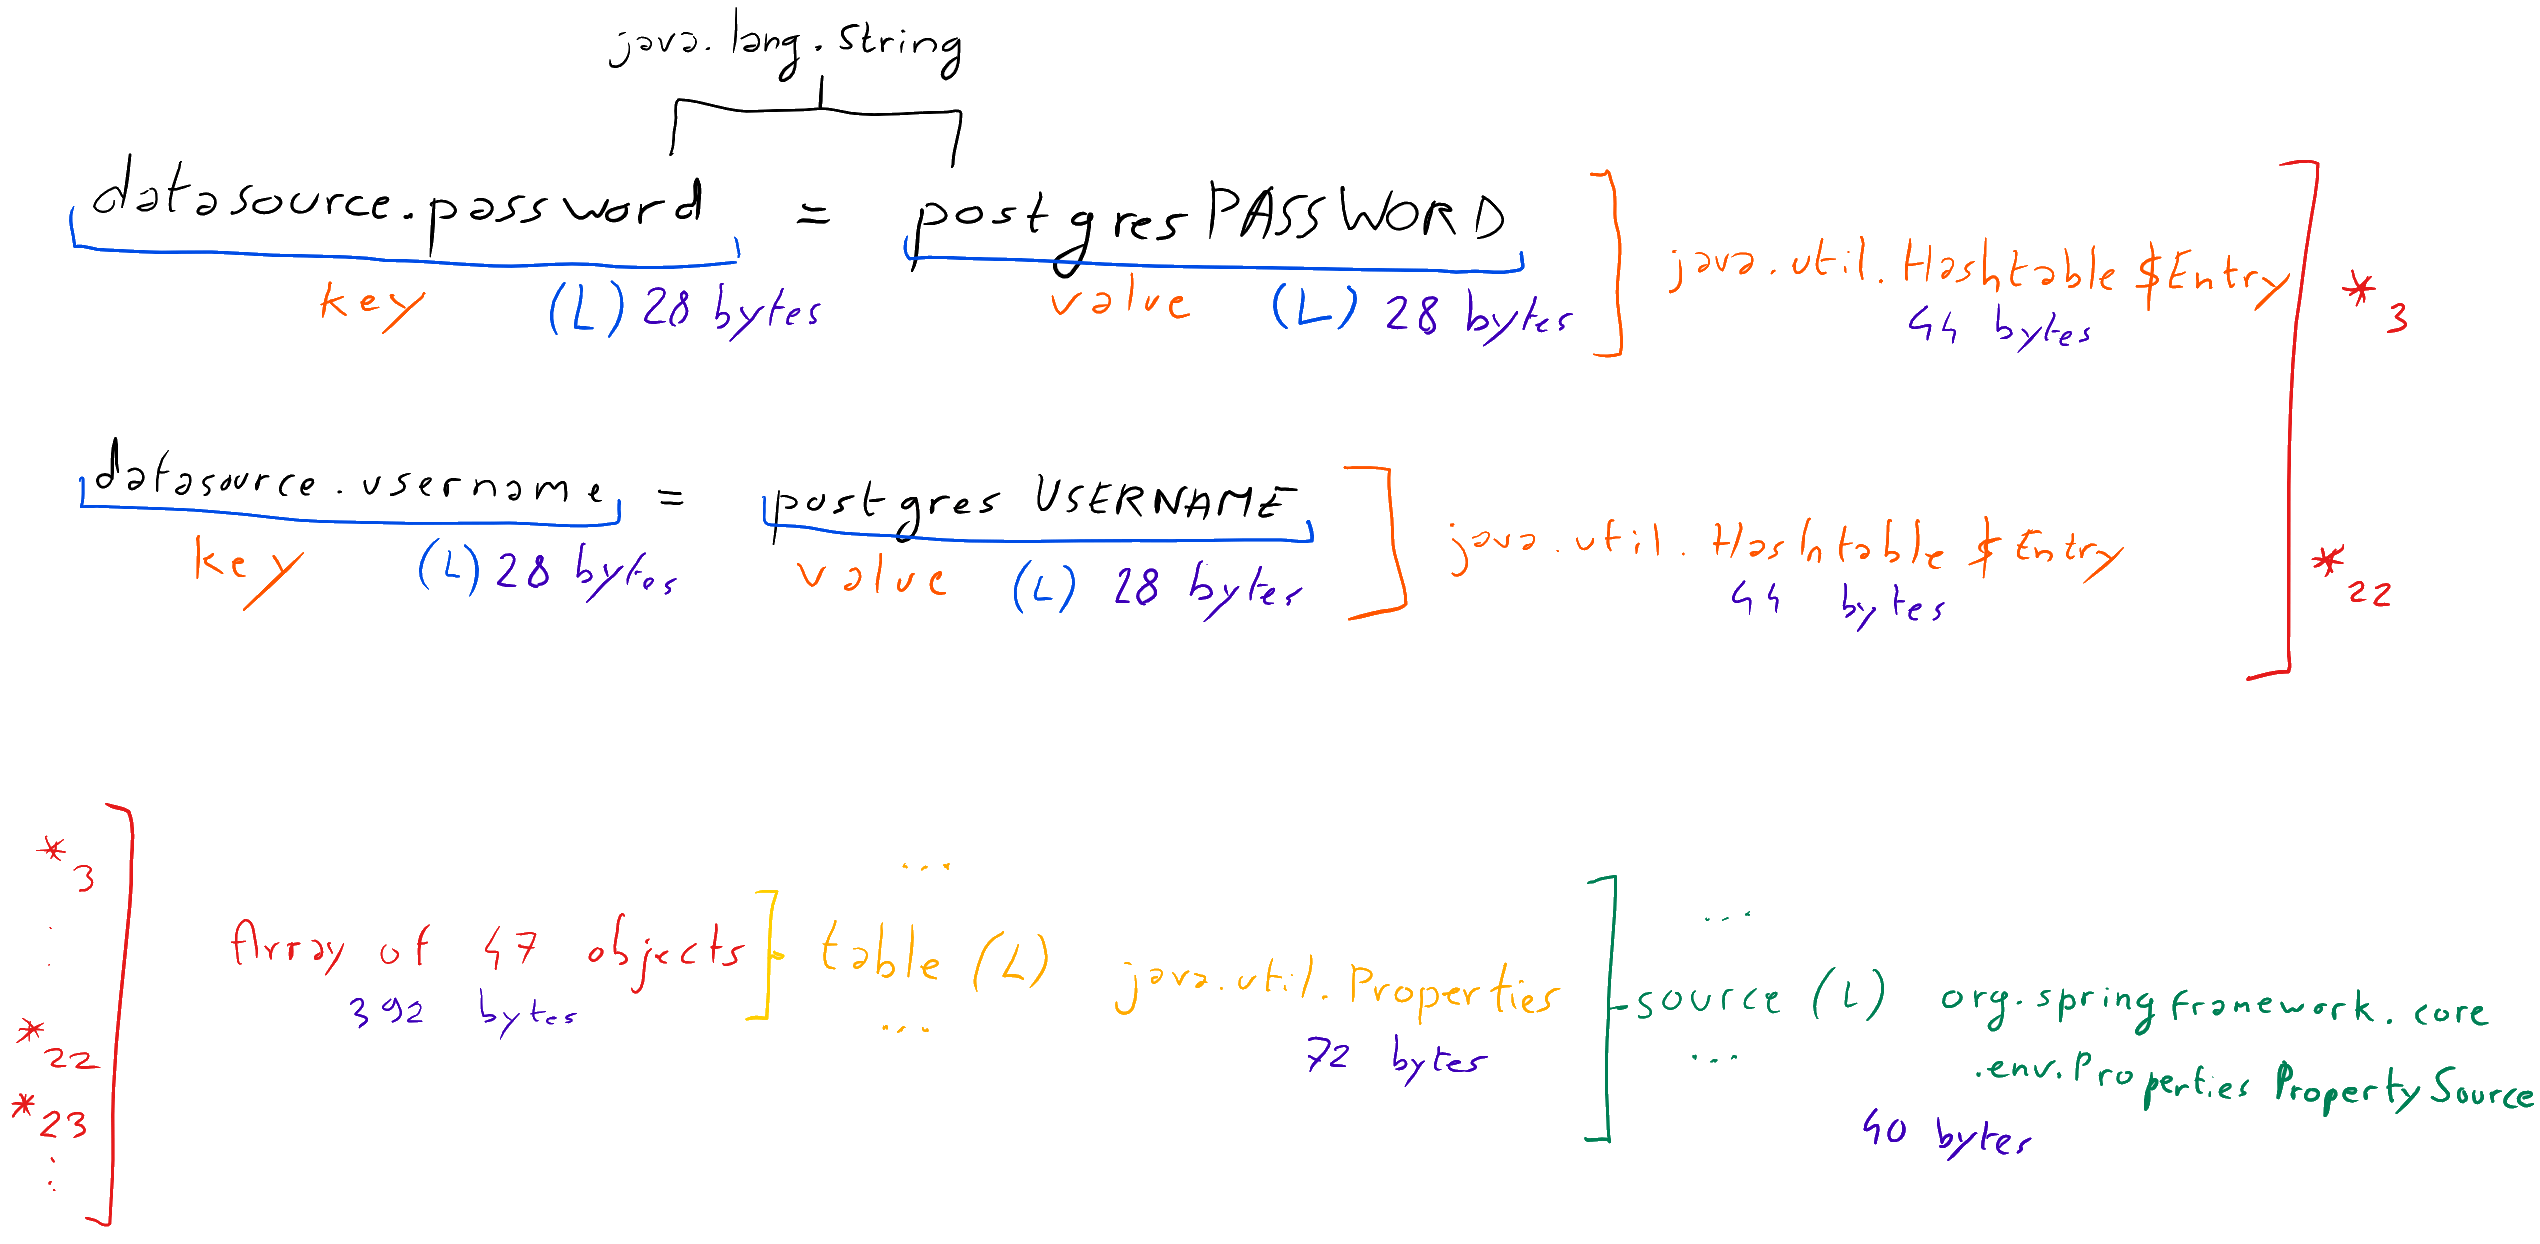 java.lang.String
datasource.password = postgresPASSWORD
key (L) 28 bytes value (L) 28 bytes
java.util.Hashtable$Entry
44 bytes
*3
datasource.username = postgresUSERNAME
key (L) 28 bytes value (L) 28 bytes
java.util.Hashtable$Entry
44 bytes
*22
*3
.
.
*22
*23
...
Array of 47 objects
392 bytes
...
table (L)
...
java.util.Properties
72 bytes
...
source (L)
...
org.springframework.core
.env.PropertiesPropertySource
40 bytes